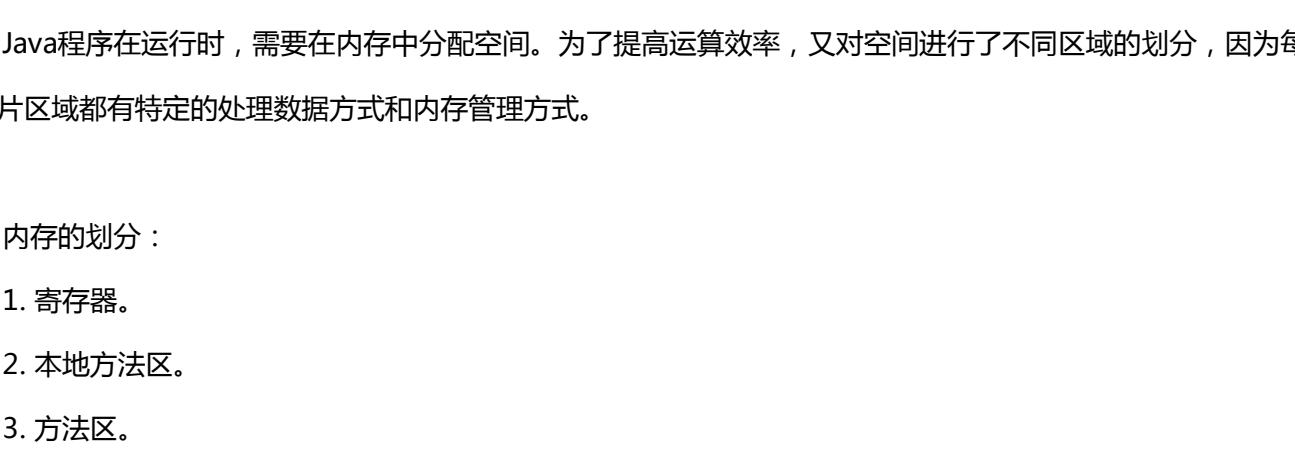 Java程序在运行时，需要在内存中分配空间。为了提高运算效率，又对空间进行了不同区域的划分，因为每
片区域都有特定的处理数据方式和内存管理方式。
内存的划分：
1. 寄存器。
2. 本地方法区。
3. 方法区。